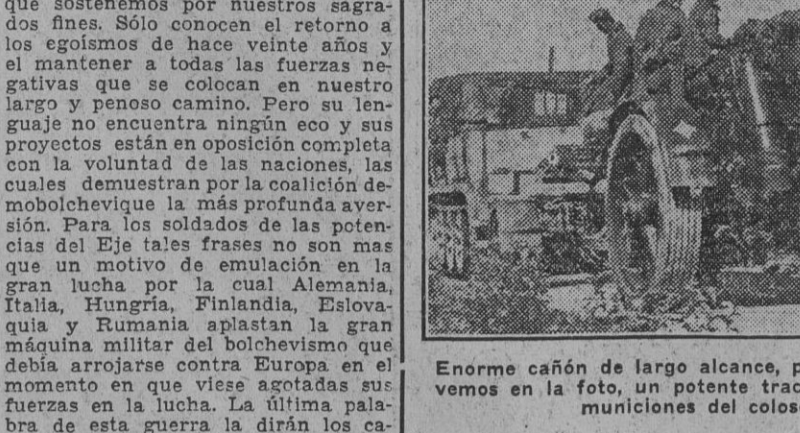 que sostenemos por nuestros sagra-
dos fines. Sólo conocen el retorno a
los egoísmos de hace veinte años y
el mantener a todas las fuerzas ne-
gativas que se colocan en nuestro
largo y penoso camino. Pero su len-
guaje no encuentra ningún eco y sus
proyectos están en oposición completa
con la voluntad de las naciones, las
cuales demuestran por la coalición de-
mobolchevique la más profunda aver-
sión. Para los soldados de las poten-
cias del Eje tales frases no son mas
que un motivo de emulación en la
gran lucha por la cual Alemania,
Italia, Hungría, Finlandia, Eslova-
quia y Rumania aplastan la gran
máquina militar del bolchevismo que
debía arrojarse contra Europa en el
momento en que viese agotadas sus
fuerzas en la lucha. La última pala-
bra de esta guerra la dirán los ca-
Enorme cañón de largo alcance, p
vemos en la foto, un potente trac
municiones del colos